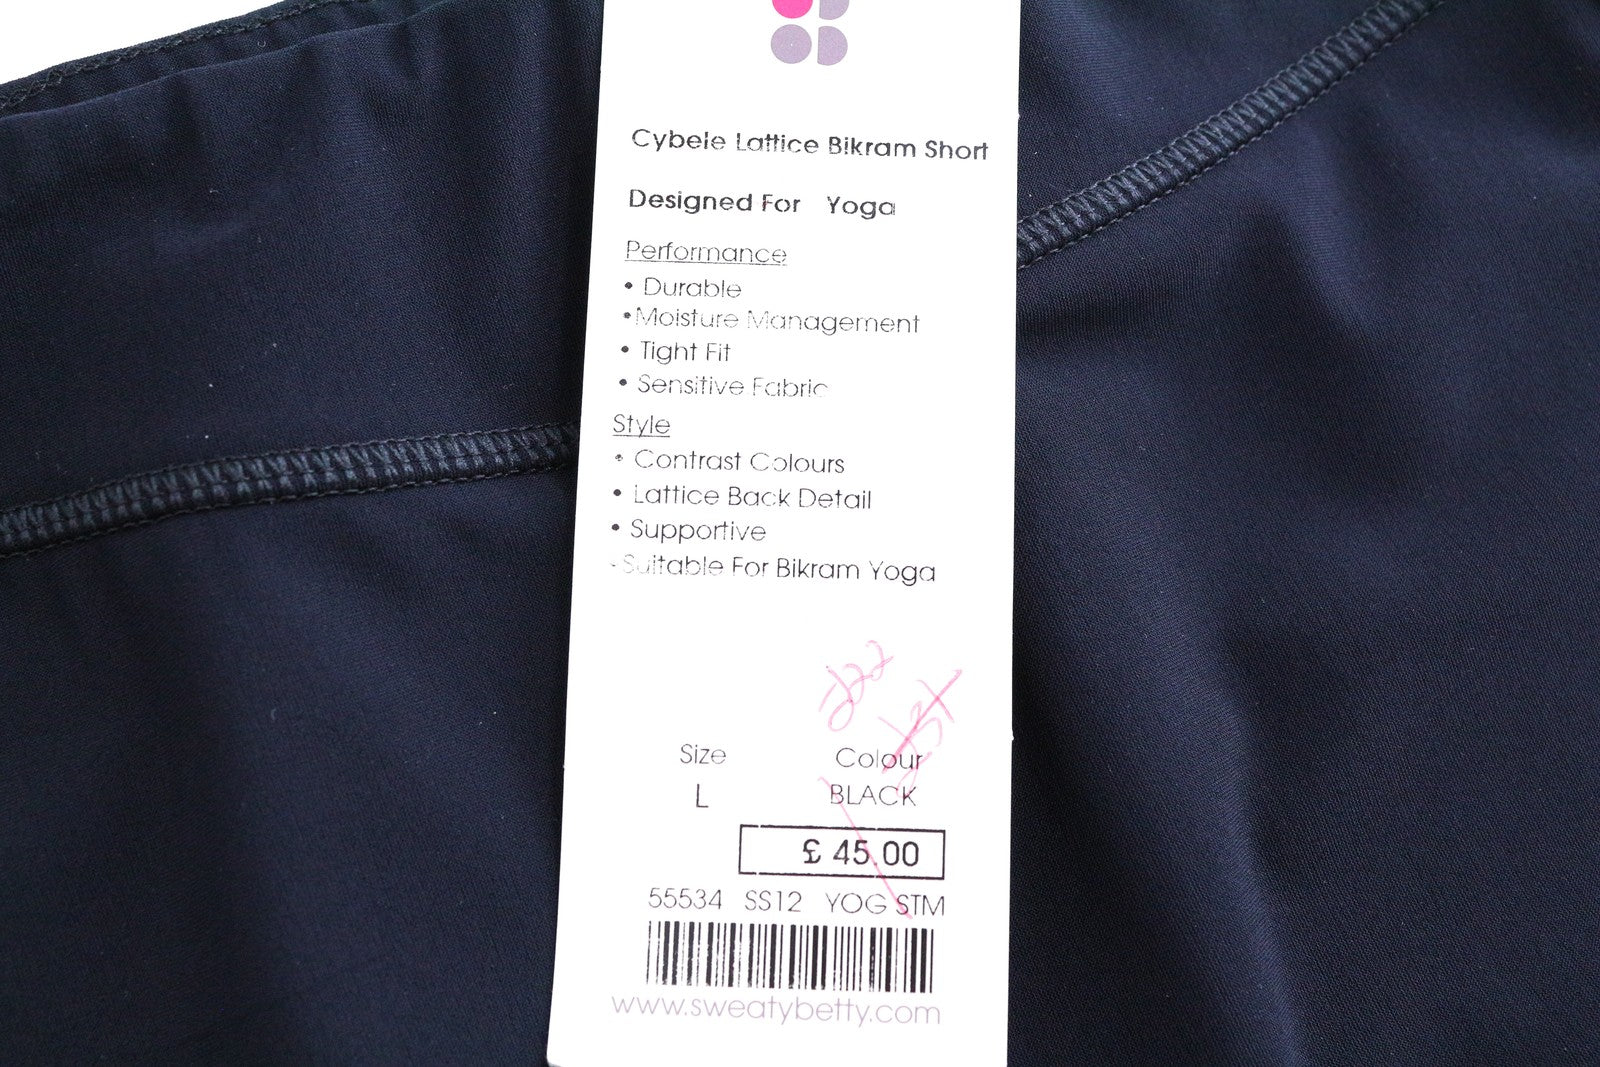 Cybele Lattice Bikram Short
Designed For Yoga
Performance
• Durable
• Moisture Management
• Tight Fit
• Sensitive Fabric
Style
• Contrast Colours
• Lattice Back Detail
• Supportive
• Suitable For Bikram Yoga
£22
Size Colour
L BLACK
£ 45.00
55534 SS12 YOG STM
www.sweatybetty.com